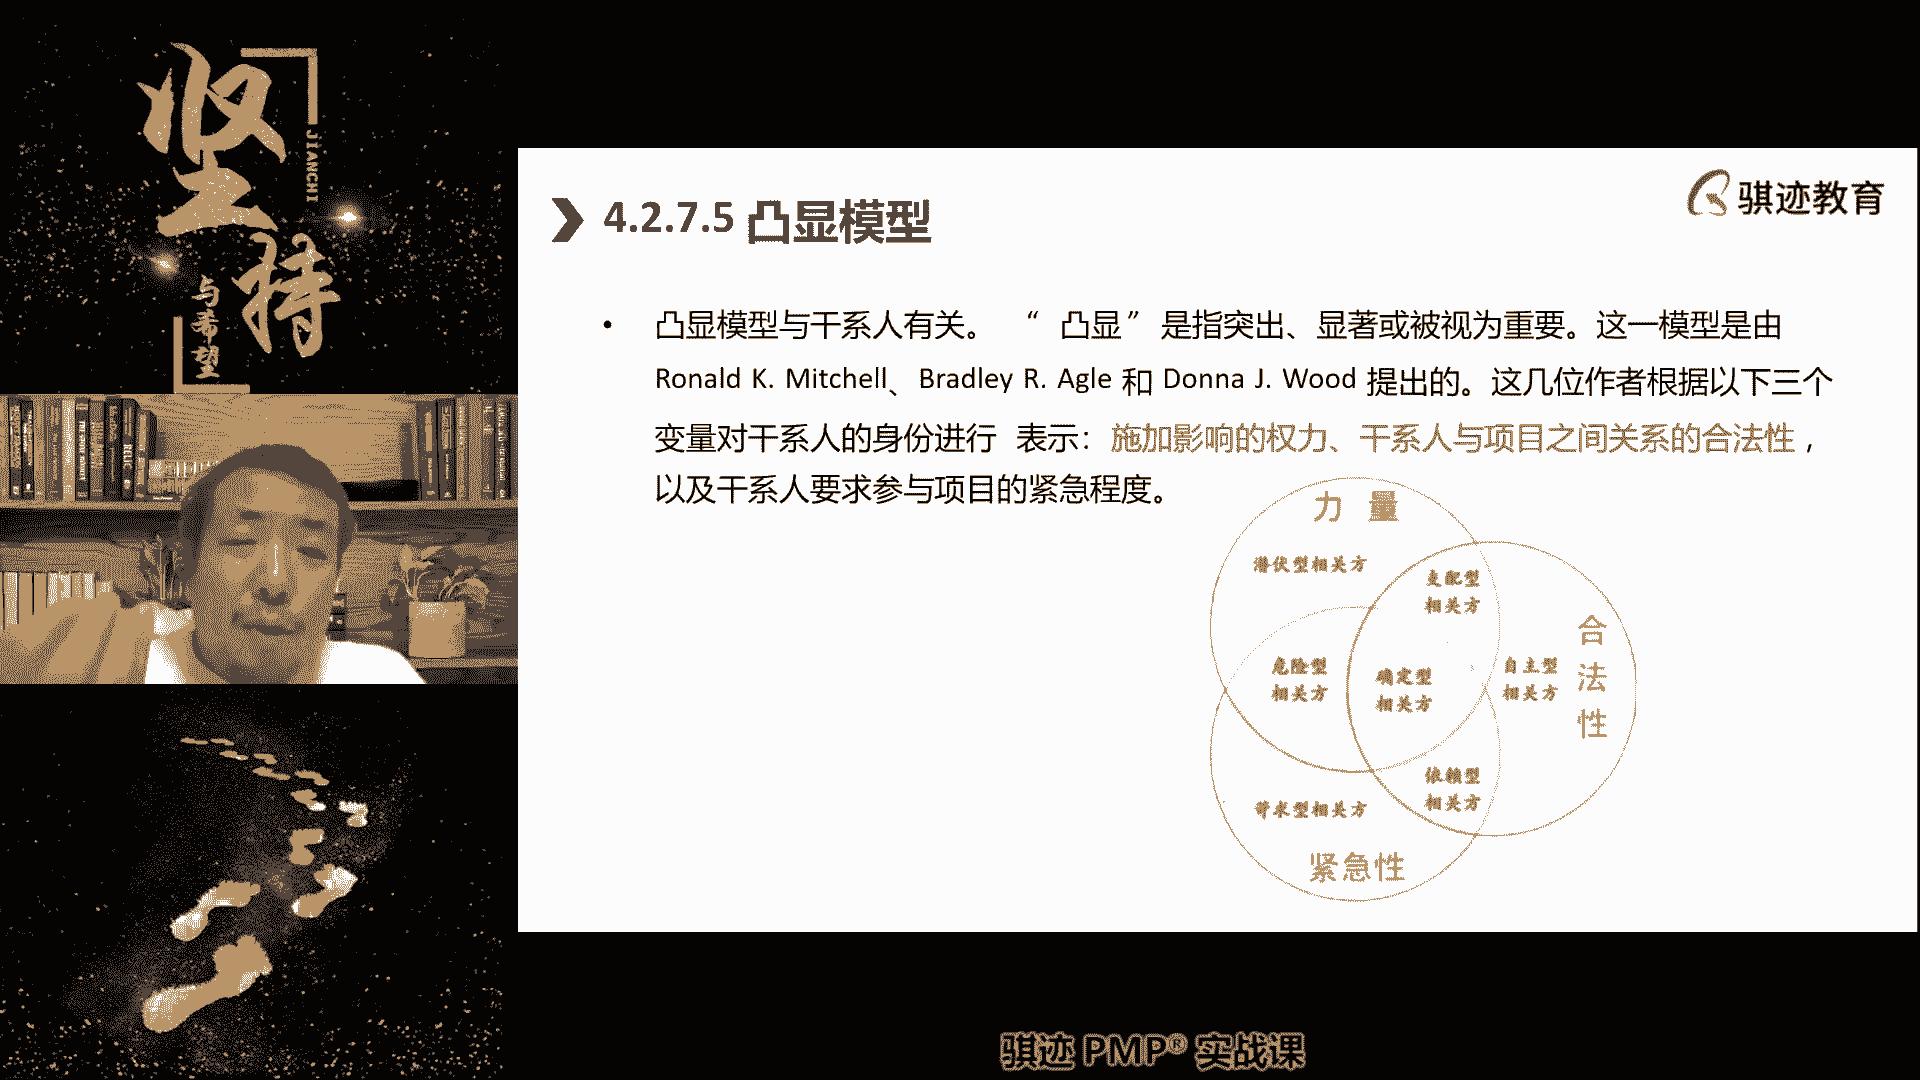 坚持
JIANCHI
与希望
骐迹教育
4.2.7.5 凸显模型
• 凸显模型与干系人有关。 “ 凸显 ” 是指突出、显著或被视为重要。这一模型是由
Ronald K. Mitchell、Bradley R. Agle 和 Donna J. Wood 提出的。这几位作者根据以下三个
变量对干系人的身份进行 表示：施加影响的权力、干系人与项目之间关系的合法性，
以及干系人要求参与项目的紧急程度。
力 量
潜伏型相关方
支配型
相关方
合法性
危险型
相关方
确定型
相关方
自主型
相关方
依赖型
相关方
苛求型相关方
紧急性
骐迹 PMP® 实战课